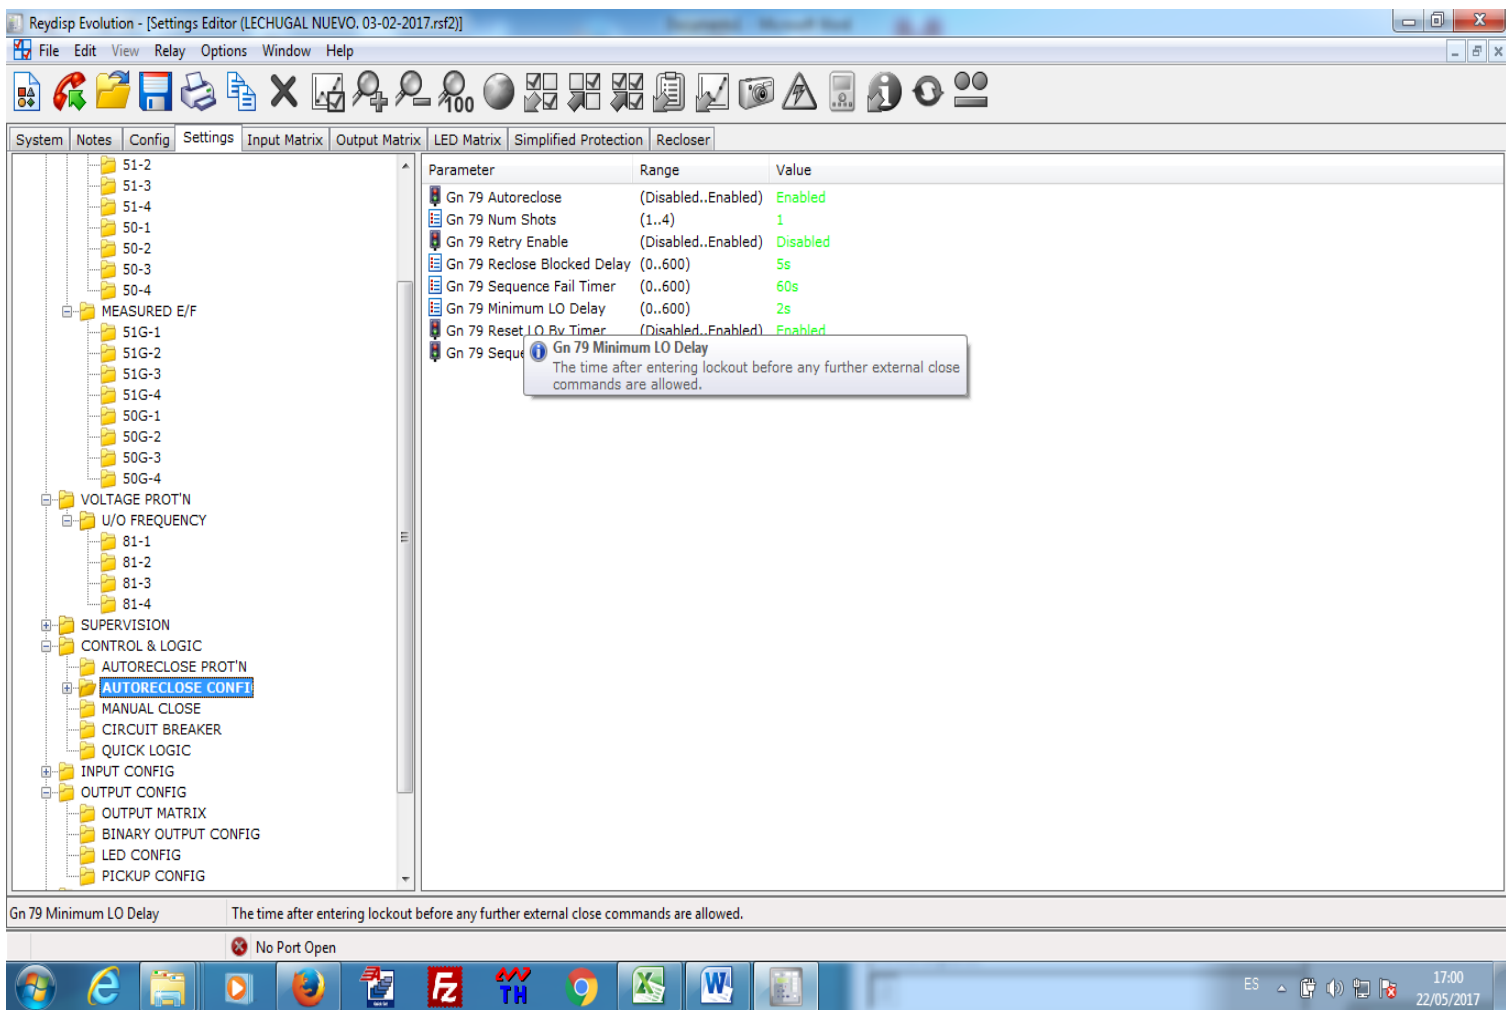 Reydisp Evolution - [Settings Editor (LECHUGAL NUEVO. 03-02-2017.rsf2)]
File Edit View Relay Options Window Help
100
System Notes Config Settings Input Matrix Output Matrix LED Matrix Simplified Protection Recloser
51-2
51-3
51-4
50-1
50-2
50-3
50-4
MEASURED E/F
51G-1
51G-2
51G-3
51G-4
50G-1
50G-2
50G-3
50G-4
VOLTAGE PROT'N
U/O FREQUENCY
81-1
81-2
81-3
81-4
SUPERVISION
CONTROL & LOGIC
AUTORECLOSE PROT'N
AUTORECLOSE CONFI
MANUAL CLOSE
CIRCUIT BREAKER
QUICK LOGIC
INPUT CONFIG
OUTPUT CONFIG
OUTPUT MATRIX
BINARY OUTPUT CONFIG
LED CONFIG
PICKUP CONFIG
Parameter Range Value
Gn 79 Autoreclose (Disabled..Enabled) Enabled
Gn 79 Num Shots (1..4) 1
Gn 79 Retry Enable (Disabled..Enabled) Disabled
Gn 79 Reclose Blocked Delay (0..600) 5s
Gn 79 Sequence Fail Timer (0..600) 60s
Gn 79 Minimum LO Delay (0..600) 2s
Gn 79 Reset LO By Timer (Disabled..Enabled) Enabled
Gn 79 Seque
Gn 79 Minimum LO Delay
The time after entering lockout before any further external close
commands are allowed.
Gn 79 Minimum LO Delay The time after entering lockout before any further external close commands are allowed.
No Port Open
TH
ES
17:00
22/05/2017